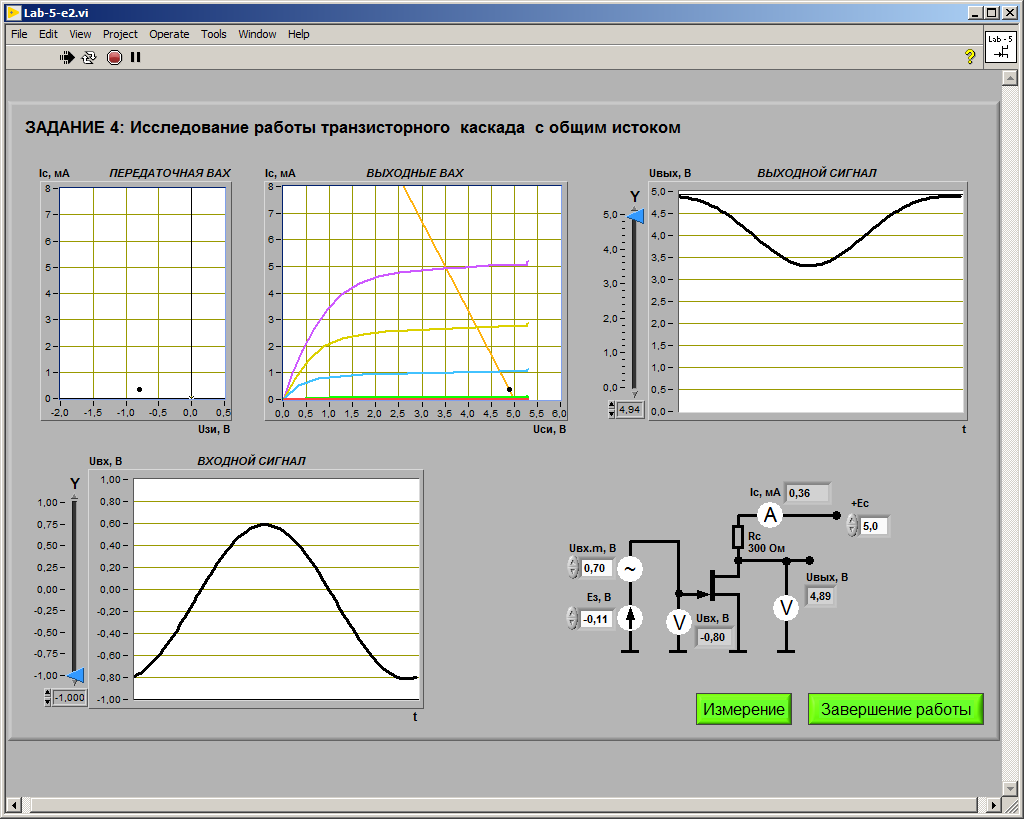 Lab-5-e2.vi
File Edit View Project Operate Tools Window Help
Lab - 5
ЗАДАНИЕ 4: Исследование работы транзисторного каскада с общим истоком
Ic, мА ПЕРЕДАТОЧНАЯ ВАХ
8
7
6
5
4
3
2
1
0
-2,0 -1,5 -1,0 -0,5 0,0 0,5
Uзи, В
Ic, мА ВЫХОДНЫЕ ВАХ
8
7
6
5
4
3
2
1
0
0,0 0,5 1,0 1,5 2,0 2,5 3,0 3,5 4,0 4,5 5,0 5,5 6,0
Uси, В
Y
5,0
4,0
3,0
2,0
1,0
0,0
4,94
Uвых, В ВЫХОДНОЙ СИГНАЛ
5,0
4,5
4,0
3,5
3,0
2,5
2,0
1,5
1,0
0,5
0,0
t
Y
1,00
0,75
0,50
0,25
0,00
-0,25
-0,50
-0,75
-1,00
-1,000
Uвх, В ВХОДНОЙ СИГНАЛ
1,00
0,80
0,60
0,40
0,20
0,00
-0,20
-0,40
-0,60
-0,80
-1,00
t
Ic, мА 0,36
A
+Ec
5,0
Rc
300 Ом
Uвх.m, В
0,70
~
Eз, В
-0,11
V
Uвх, В
-0,80
V
Uвых, В
4,89
Измерение
Завершение работы